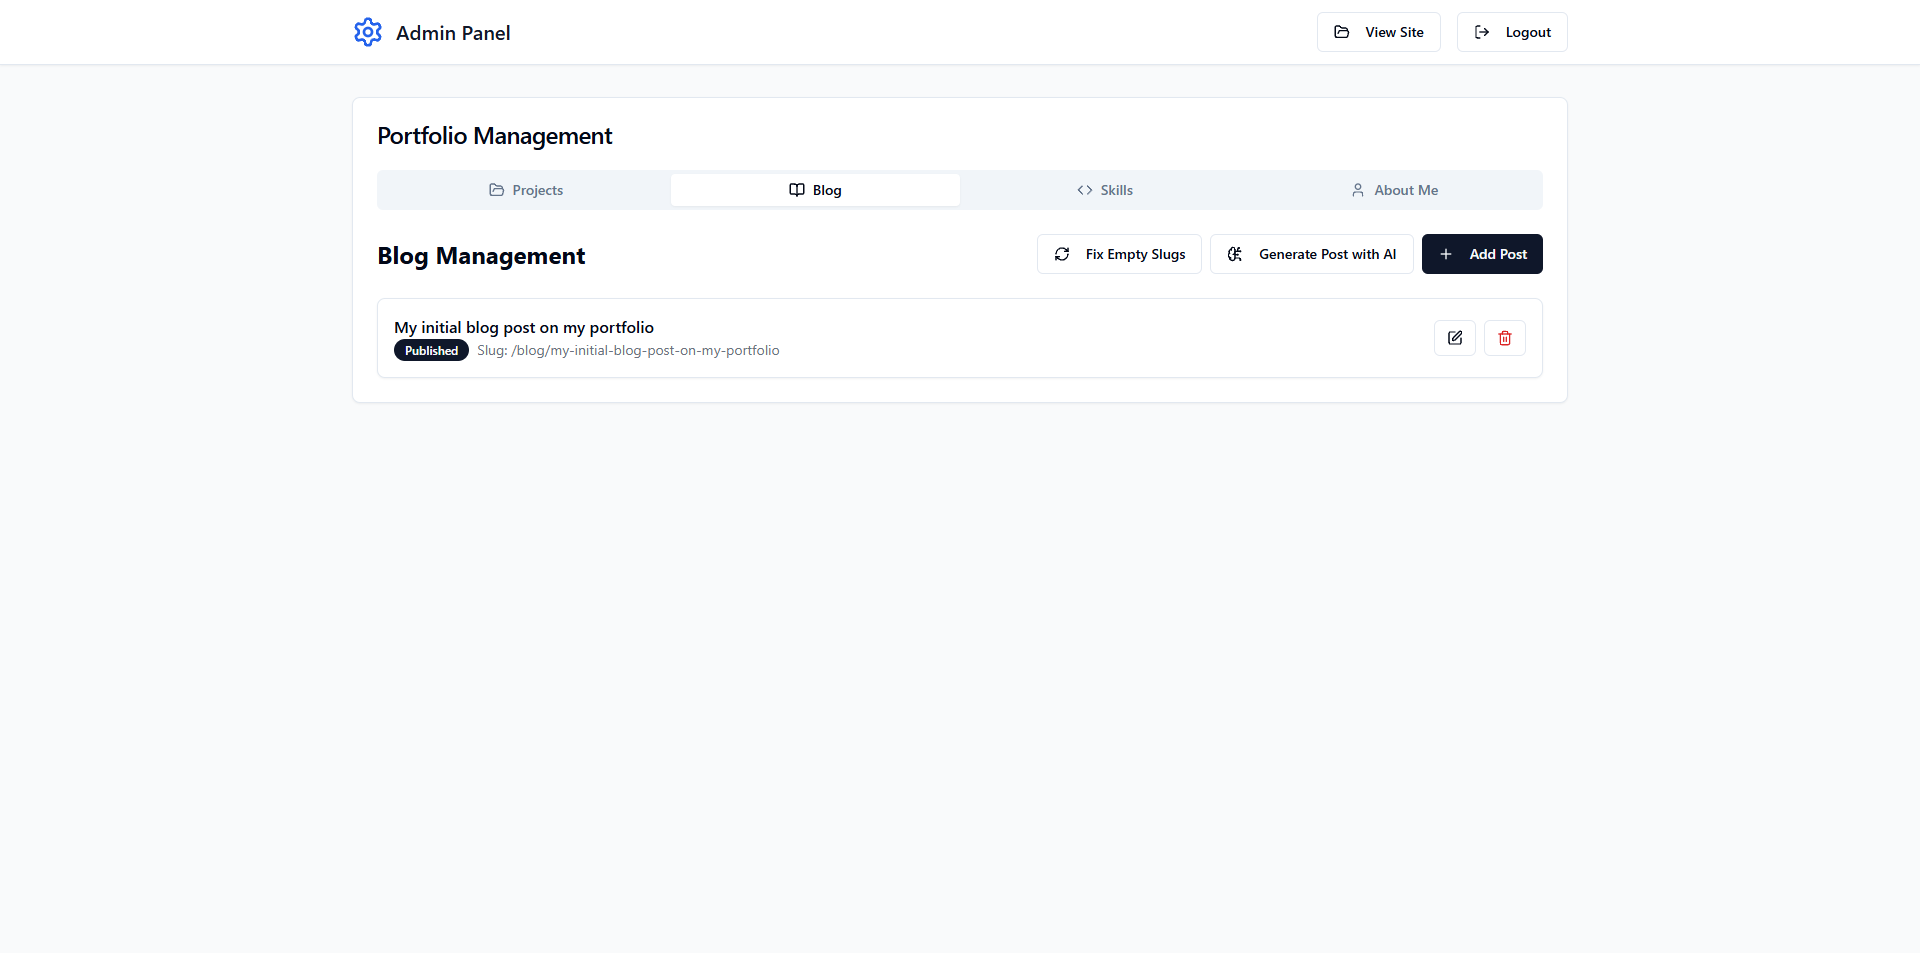 Admin Panel
View Site
Logout
Portfolio Management
Projects
Blog
Skills
About Me
Blog Management
Fix Empty Slugs
Generate Post with AI
Add Post
My initial blog post on my portfolio
Published
Slug: /blog/my-initial-blog-post-on-my-portfolio